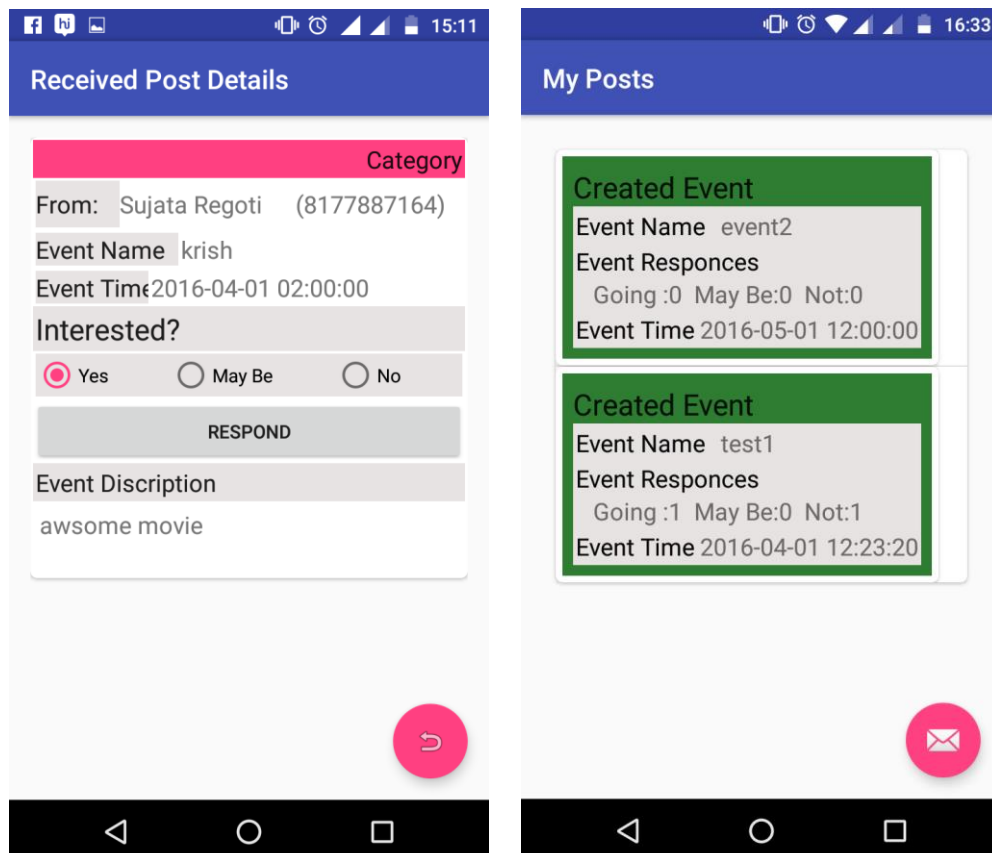 15:11
Received Post Details
Category
From: Sujata Regoti (8177887164)
Event Name krish
Event Time 2016-04-01 02:00:00
Interested?
Yes May Be No
RESPOND
Event Discription
awsome movie
16:33
My Posts
Created Event
Event Name event2
Event Responces
Going :0 May Be:0 Not:0
Event Time 2016-05-01 12:00:00
Created Event
Event Name test1
Event Responces
Going :1 May Be:0 Not:1
Event Time 2016-04-01 12:23:20